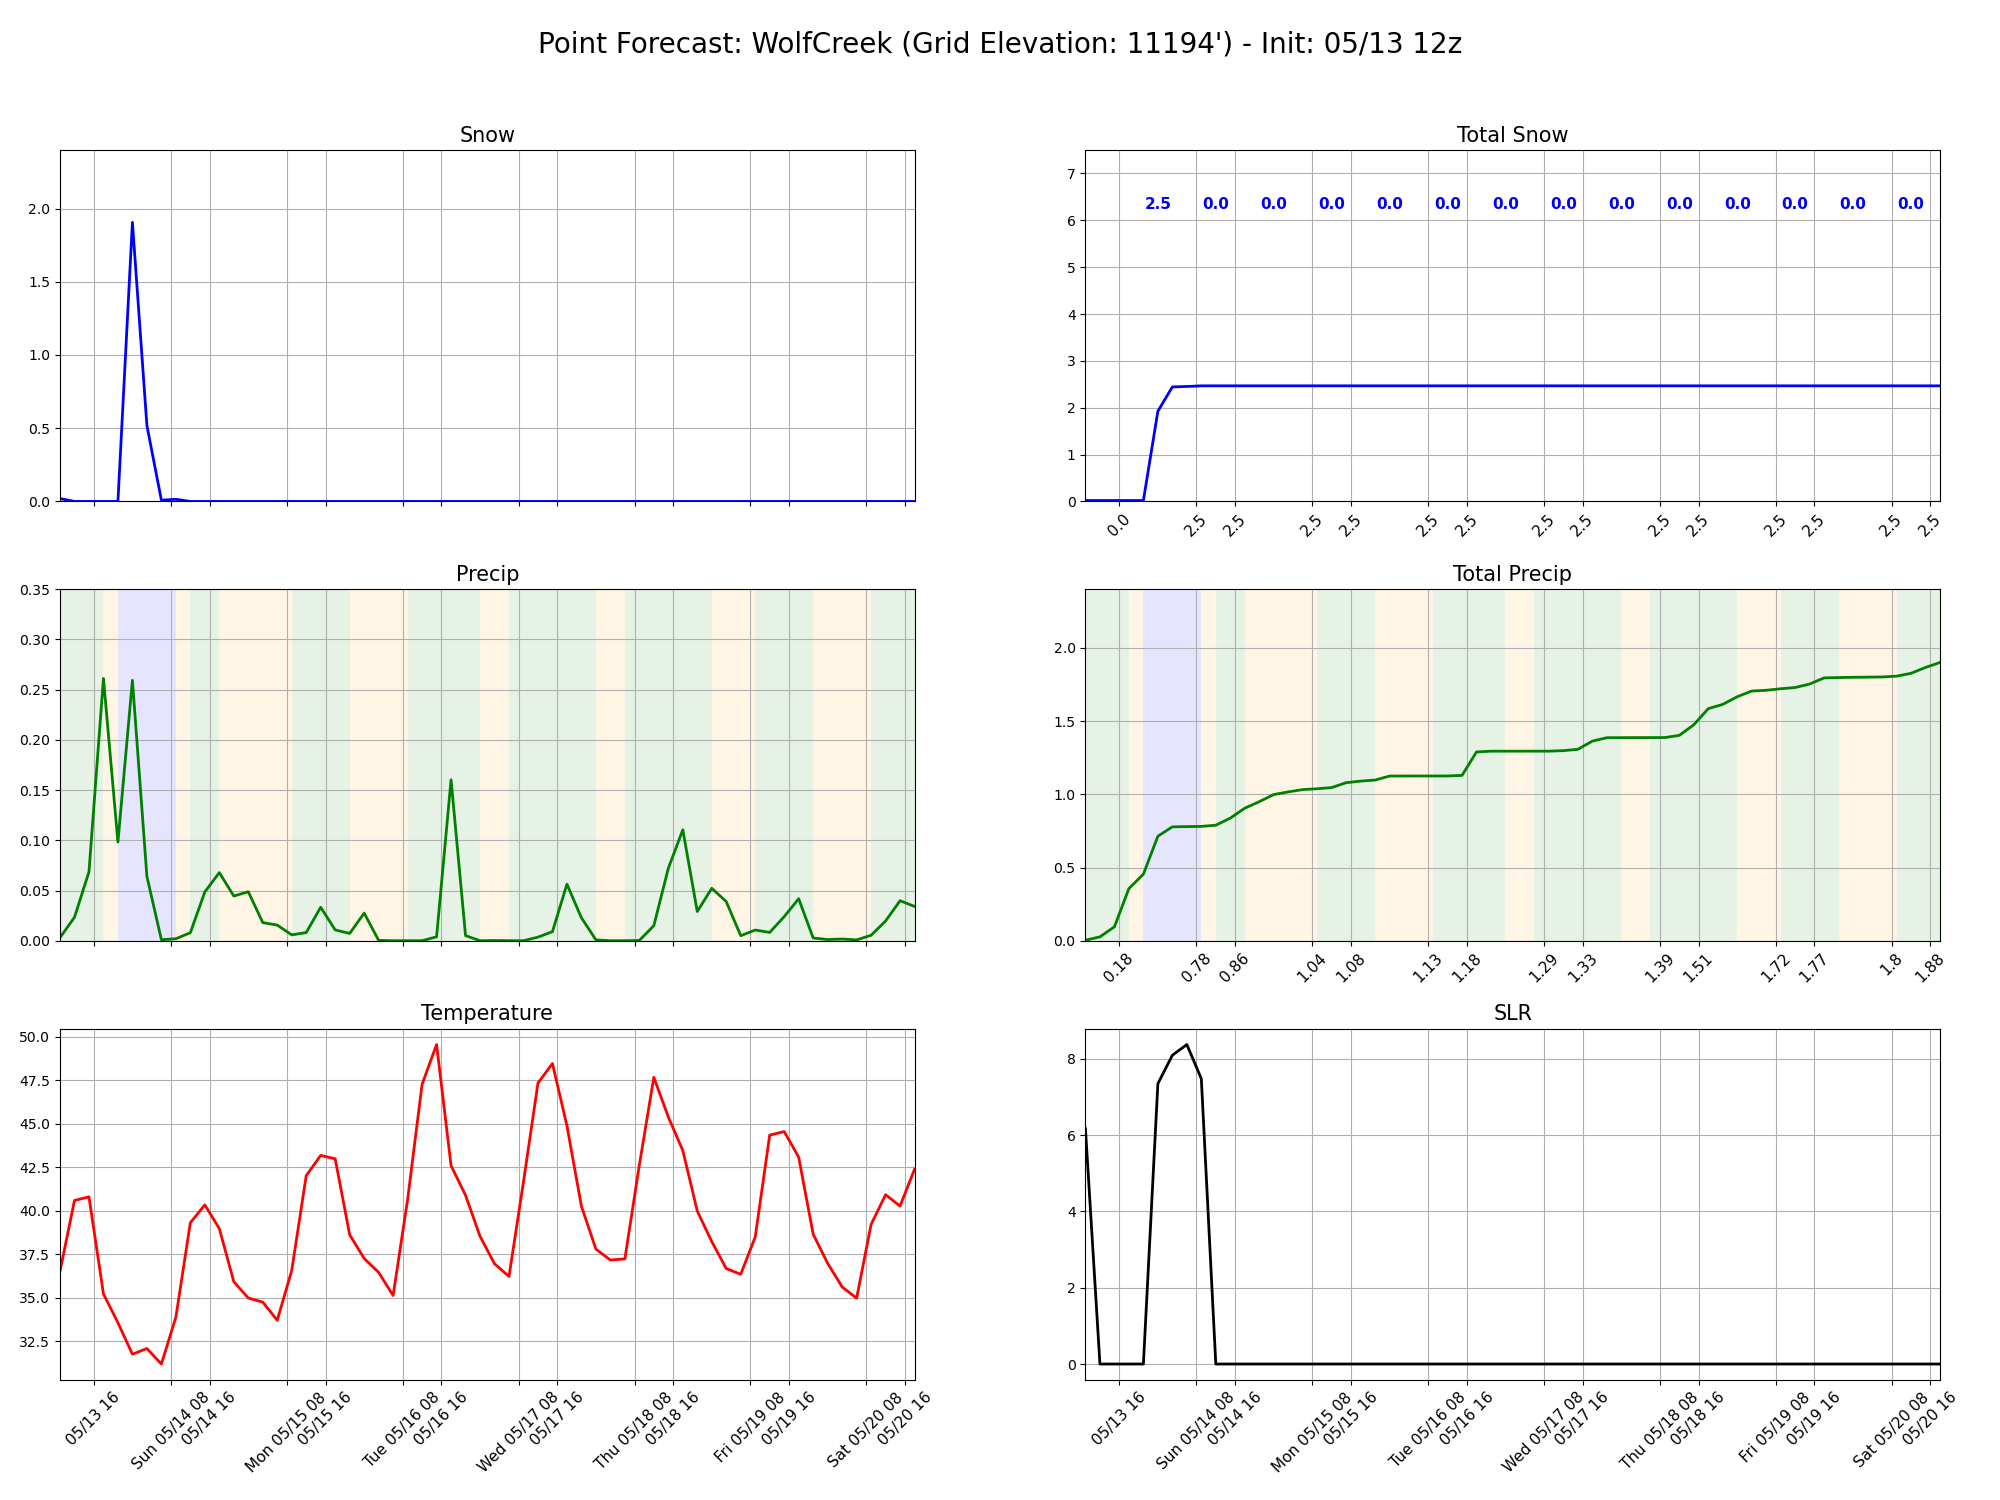 Point Forecast: WolfCreek (Grid Elevation: 11194') - Init: 05/13 12z
Snow
2.0
1.5
1.0
0.5
0.0
Total Snow
7
6
5
4
3
2
1
0
2.5 0.0 0.0 0.0 0.0 0.0 0.0 0.0 0.0 0.0 0.0 0.0 0.0 0.0
0.0 2.5 2.5 2.5 2.5 2.5 2.5 2.5 2.5 2.5 2.5 2.5 2.5 2.5 2.5
Precip
0.35
0.30
0.25
0.20
0.15
0.10
0.05
0.00
Total Precip
2.0
1.5
1.0
0.5
0.0
0.18 0.78 0.86 1.04 1.08 1.13 1.18 1.29 1.33 1.39 1.51 1.72 1.77 1.8 1.88
Temperature
50.0
47.5
45.0
42.5
40.0
37.5
35.0
32.5
05/13 16
Sun 05/14 08
05/14 16
Mon 05/15 08
05/15 16
Tue 05/16 08
05/16 16
Wed 05/17 08
05/17 16
Thu 05/18 08
05/18 16
Fri 05/19 08
05/19 16
Sat 05/20 08
05/20 16
SLR
8
6
4
2
0
05/13 16
Sun 05/14 08
05/14 16
Mon 05/15 08
05/15 16
Tue 05/16 08
05/16 16
Wed 05/17 08
05/17 16
Thu 05/18 08
05/18 16
Fri 05/19 08
05/19 16
Sat 05/20 08
05/20 16